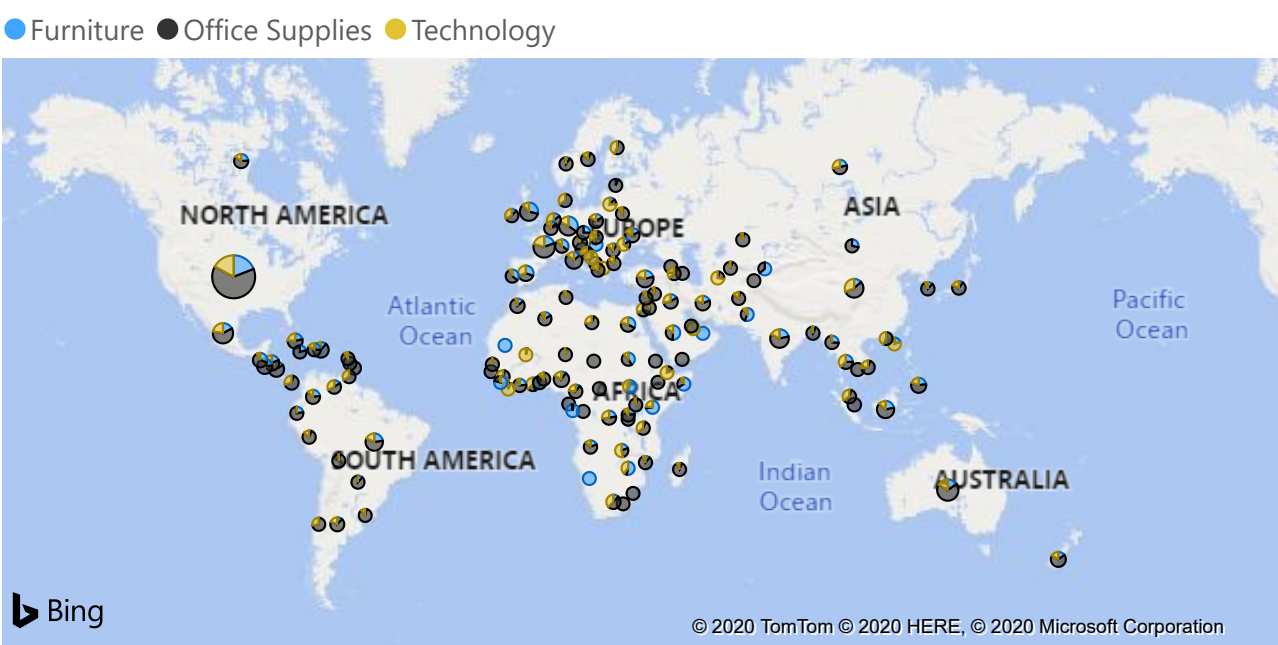 Furniture Office Supplies Technology
NORTH AMERICA
ASIA
UROPE
Atlantic
Ocean
Pacific
Ocean
AFRICA
SOUTH AMERICA
Indian
Ocean
AUSTRALIA
Bing
© 2020 TomTom © 2020 HERE, © 2020 Microsoft Corporation